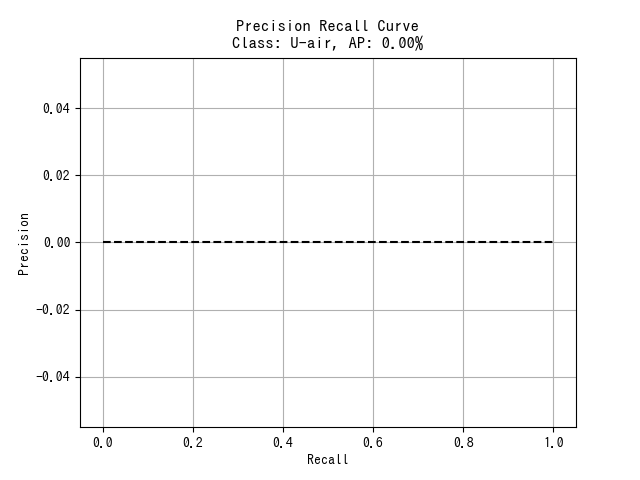 Precision Recall Curve
Class: U-air, AP: 0.00%
0.04
0.02
0.00
-0.02
-0.04
Precision
0.0 0.2 0.4 0.6 0.8 1.0
Recall